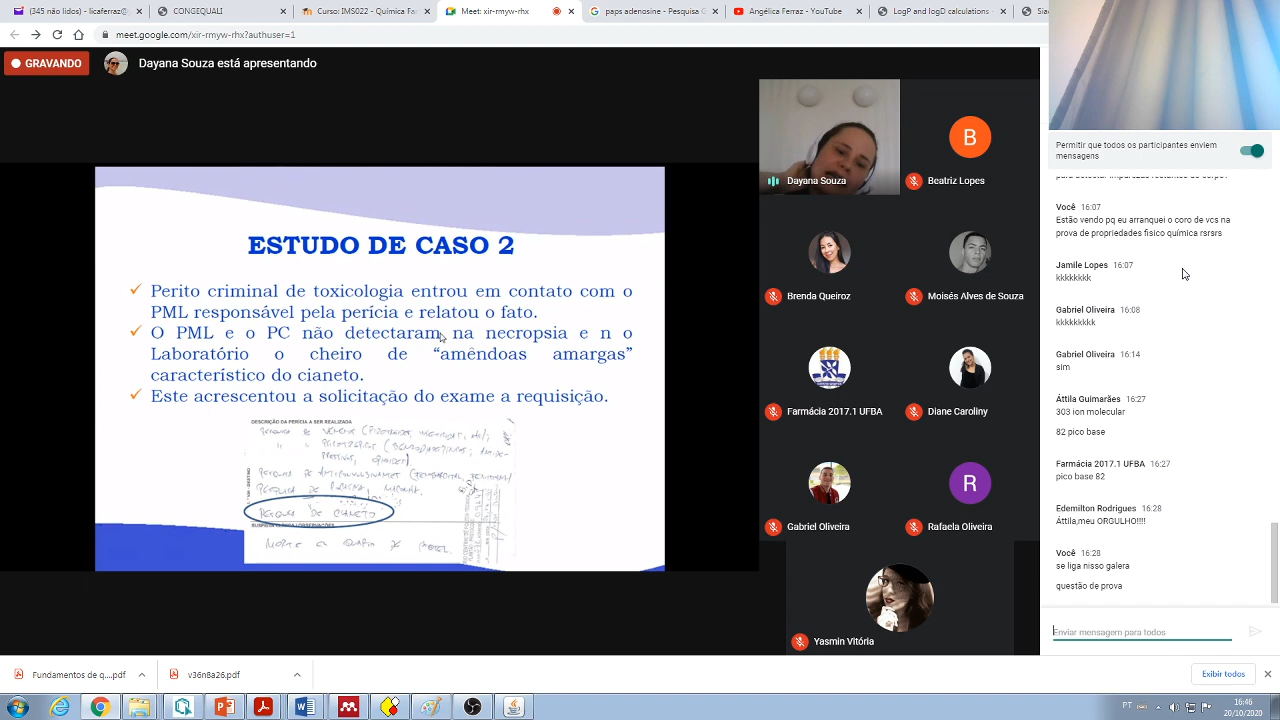 (345 não lidos) - licaferraz@
CONGEQUALI
Curso: IMS022 - Química Fa
Meet: xir-rmyw-rhx
paps adenosine - Pesquisa G
Angélica Ferraz - YouTube
LogP and logD calculations -
meet.google.com/xir-rmyw-rhx?authuser=1
GRAVANDO
Dayana Souza está apresentando
ESTUDO DE CASO 2
Perito criminal de toxicologia entrou em contato com o
PML responsável pela perícia e relatou o fato.
O PML e o PC não detectaram na necropsia e n o
Laboratório o cheiro de “amêndoas amargas”
característico do cianeto.
Este acrescentou a solicitação do exame a requisição.
DESCRIÇÃO DA PERÍCIA A SER REALIZADA
PESQUISA DE CIANETO
Dayana Souza
B
Beatriz Lopes
Brenda Queiroz
Moisés Alves de Souza
Farmácia 2017.1 UFBA
Diane Caroliny
Gabriel Oliveira
R
Rafaela Oliveira
Yasmin Vitória
Permitir que todos os participantes enviem
mensagens
Você 16:07
Estão vendo pq eu arranquei o coro de vcs na
prova de propriedades fisíco química rsrsrs
Jamile Lopes 16:07
kkkkkkkk
Gabriel Oliveira 16:08
kkkkkkkkk
Gabriel Oliveira 16:14
sim
Áttila Guimarães 16:27
303 ion molecular
82 pico base
Farmácia 2017.1 UFBA 16:27
pico base 82
Edemilton Rodrigues 16:28
Áttila,meu ORGULHO!!!!
Você 16:28
se liga nisso galera
questão de prova
Enviar mensagem para todos
Fundamentos de q....pdf
v36n8a26.pdf
Exibir todos
PT
16:46
20/10/2020